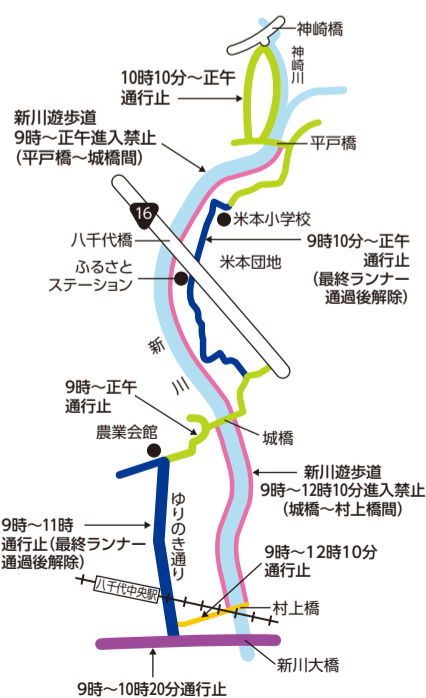 神崎橋
神崎川
10時10分～正午
通行止
新川遊歩道
9時～正午進入禁止
（平戸橋～城橋間）
平戸橋
16
米本小学校
八千代橋
9時10分～正午
通行止
（最終ランナー
通過後解除）
米本団地
ふるさと
ステーション
新川
9時～正午
通行止
農業会館
城橋
新川遊歩道
9時～12時10分進入禁止
（城橋～村上橋間）
ゆりのき通り
9時～11時
通行止（最終ランナー
通過後解除）
9時～12時10分
通行止
八千代中央駅
村上橋
新川大橋
9時～10時20分通行止